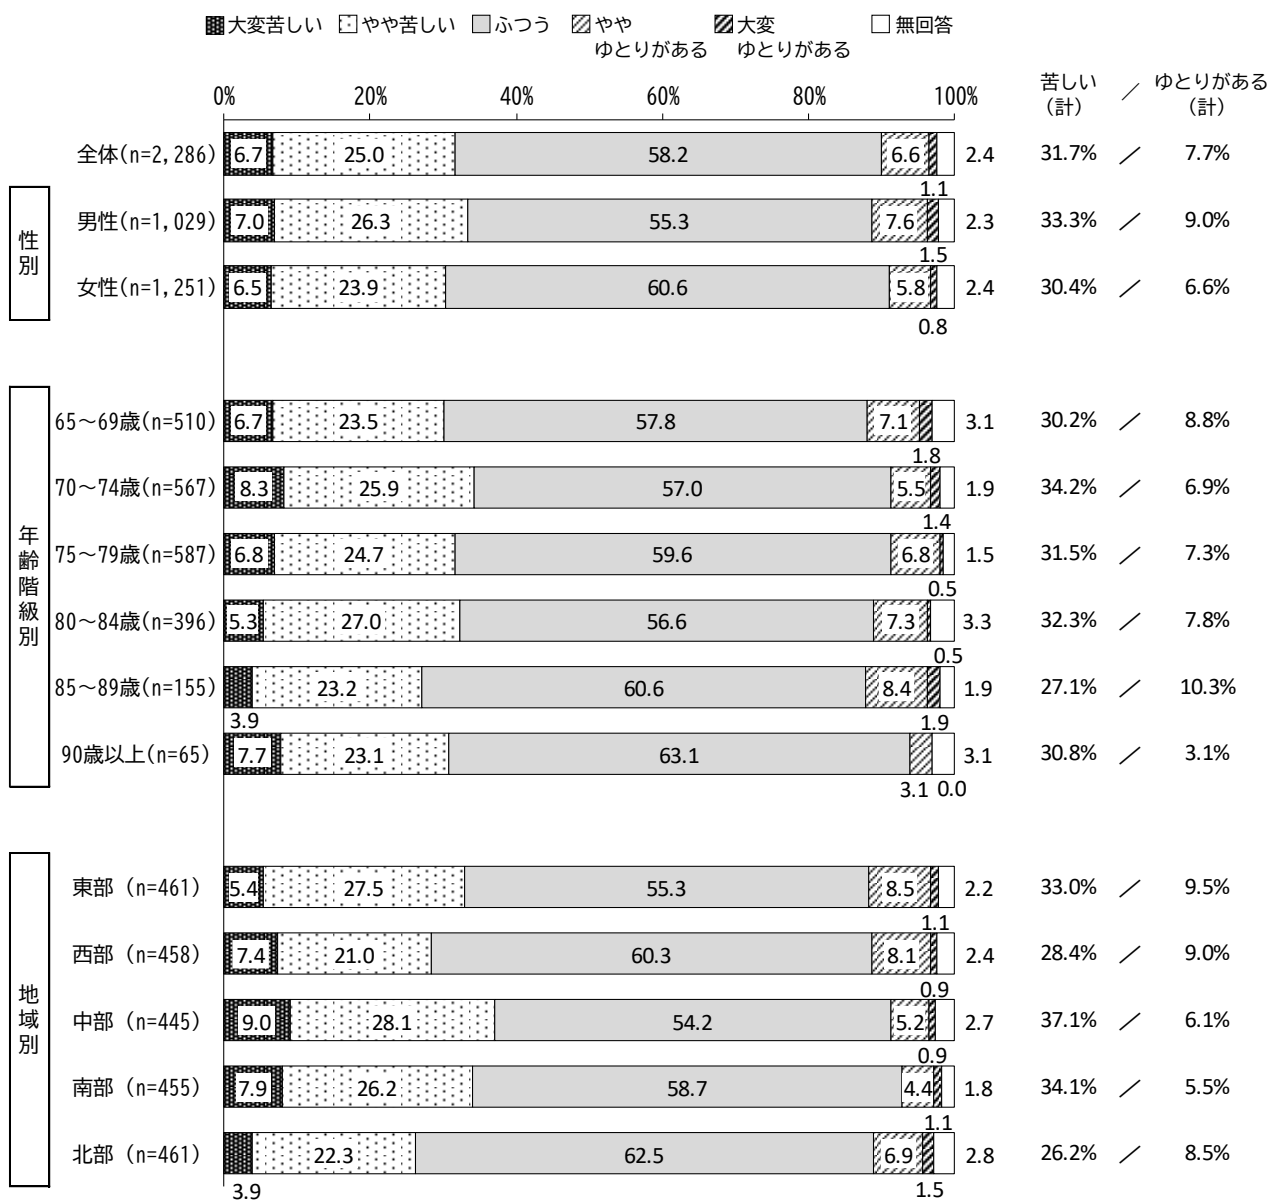 大変苦しい やや苦しい ふつう やや
ゆとりがある 大変
ゆとりがある 無回答
苦しい
（計） ／ ゆとりがある
（計）
0% 20% 40% 60% 80% 100%
全体(n=2,286) 6.7 25.0 58.2 6.6 1.1 2.4 31.7% ／ 7.7%
性別
男性(n=1,029) 7.0 26.3 55.3 7.6 1.5 2.3 33.3% ／ 9.0%
女性(n=1,251) 6.5 23.9 60.6 5.8 0.8 2.4 30.4% ／ 6.6%
年齢階級別
65～69歳(n=510) 6.7 23.5 57.8 7.1 1.8 3.1 30.2% ／ 8.8%
70～74歳(n=567) 8.3 25.9 57.0 5.5 1.4 1.9 34.2% ／ 6.9%
75～79歳(n=587) 6.8 24.7 59.6 6.8 0.5 1.5 31.5% ／ 7.3%
80～84歳(n=396) 5.3 27.0 56.6 7.3 0.5 3.3 32.3% ／ 7.8%
85～89歳(n=155) 3.9 23.2 60.6 8.4 1.9 1.9 27.1% ／ 10.3%
90歳以上(n=65) 7.7 23.1 63.1 3.1 0.0 3.1 30.8% ／ 3.1%
地域別
東部（n=461） 5.4 27.5 55.3 8.5 1.1 2.2 33.0% ／ 9.5%
西部（n=458） 7.4 21.0 60.3 8.1 0.9 2.4 28.4% ／ 9.0%
中部（n=445） 9.0 28.1 54.2 5.2 0.9 2.7 37.1% ／ 6.1%
南部（n=455） 7.9 26.2 58.7 4.4 1.1 1.8 34.1% ／ 5.5%
北部（n=461） 3.9 22.3 62.5 6.9 1.5 2.8 26.2% ／ 8.5%